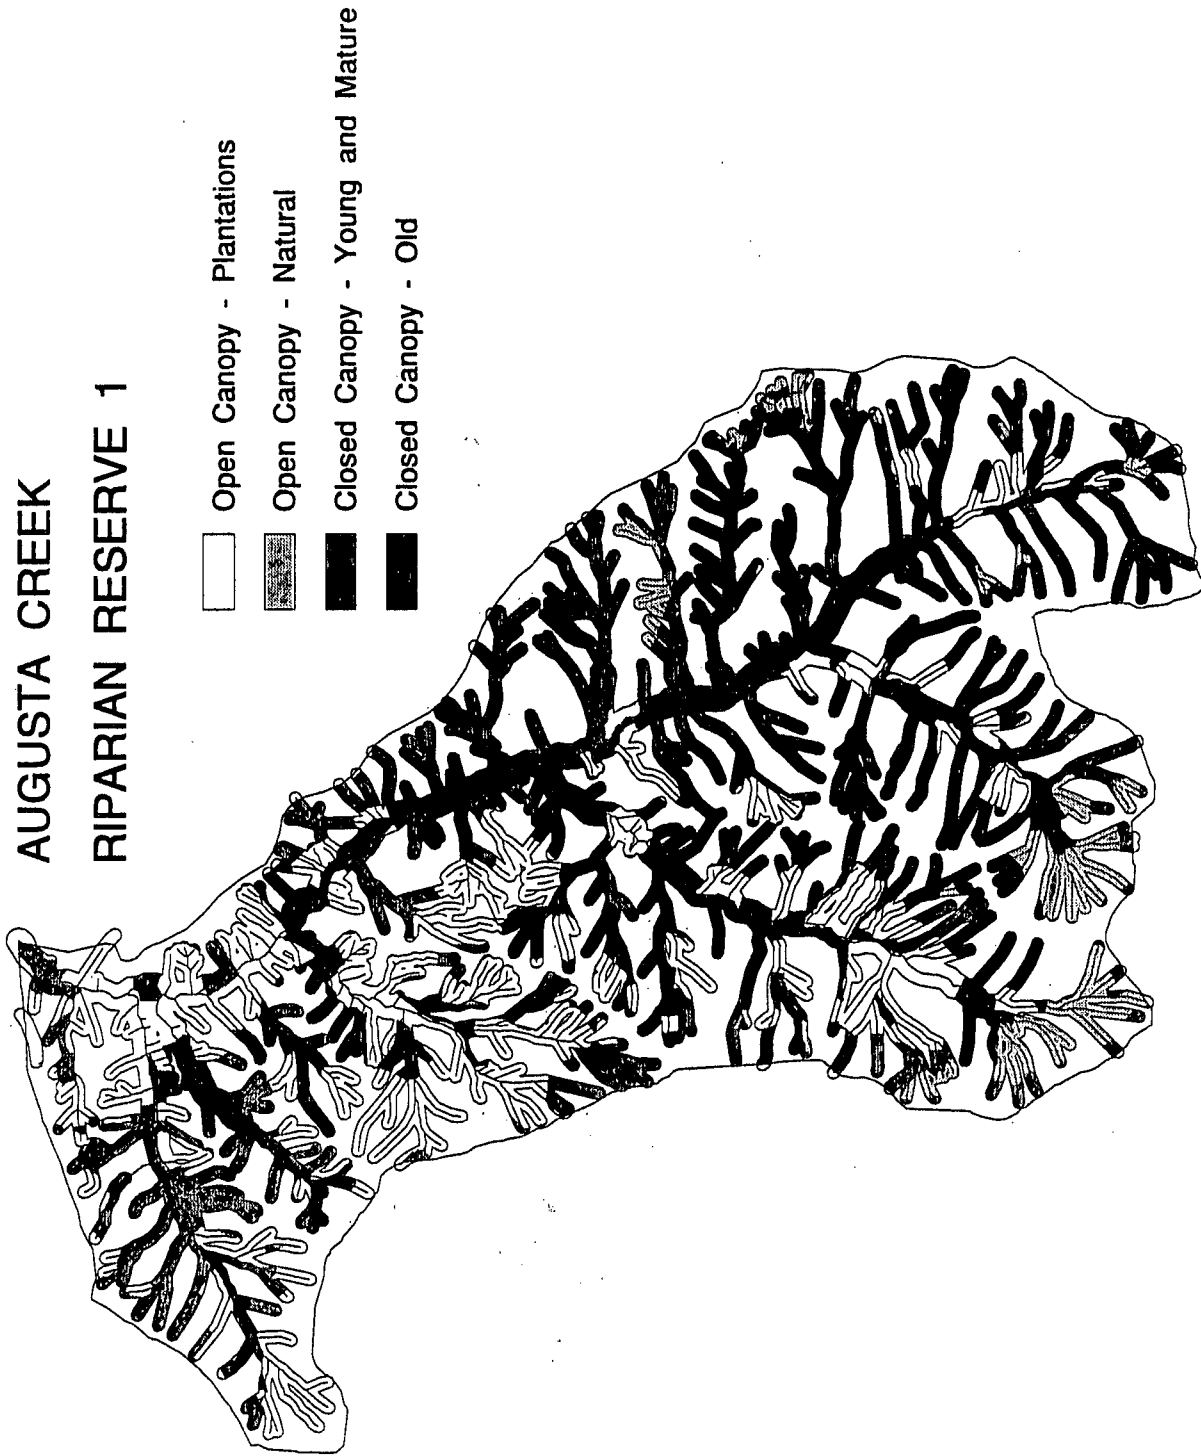 AUGUSTA CREEK
RIPARIAN RESERVE 1
Open Canopy - Plantations
Open Canopy - Natural
Closed Canopy - Young and Mature
Closed Canopy - Old